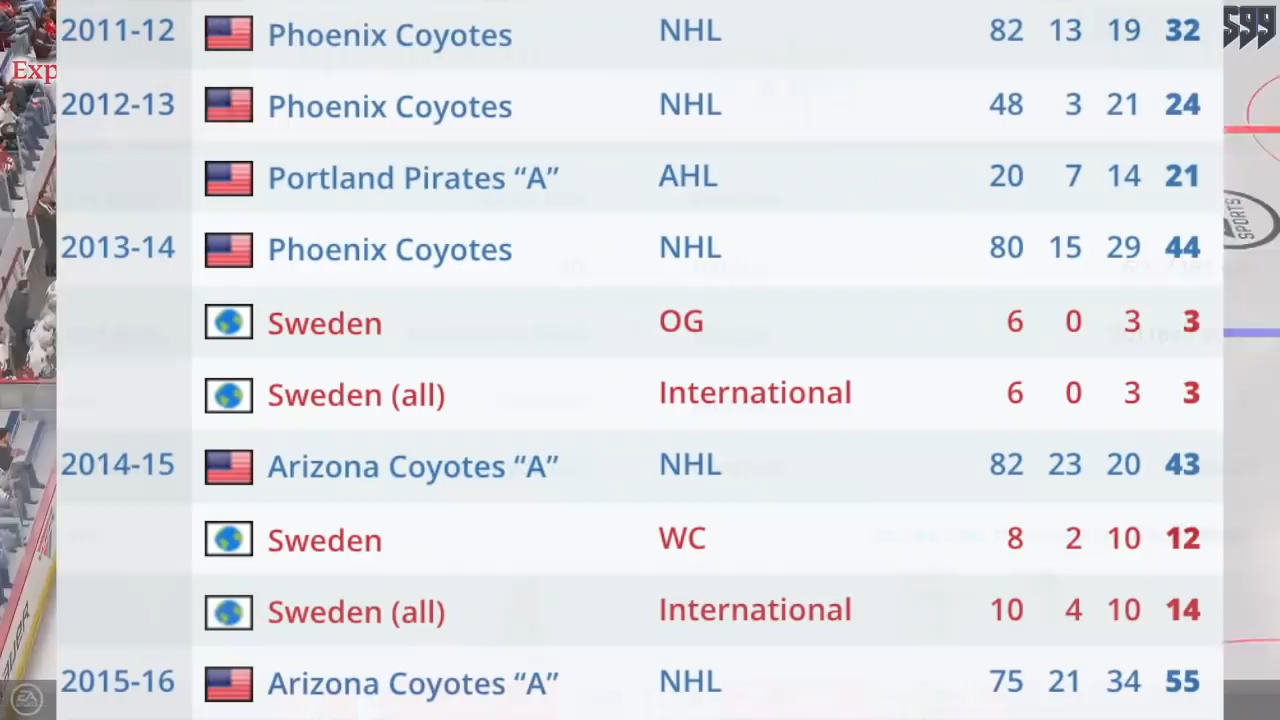 2011-12 Phoenix Coyotes NHL 82 13 19 32
S99
Exp
2012-13 Phoenix Coyotes NHL 48 3 21 24
Portland Pirates “A” AHL 20 7 14 21
2013-14 Phoenix Coyotes NHL 80 15 29 44
SPORTS
Sweden OG 6 0 3 3
Sweden (all) International 6 0 3 3
2014-15 Arizona Coyotes “A” NHL 82 23 20 43
Sweden WC 8 2 10 12
Sweden (all) International 10 4 10 14
2015-16 Arizona Coyotes “A” NHL 75 21 34 55
EA